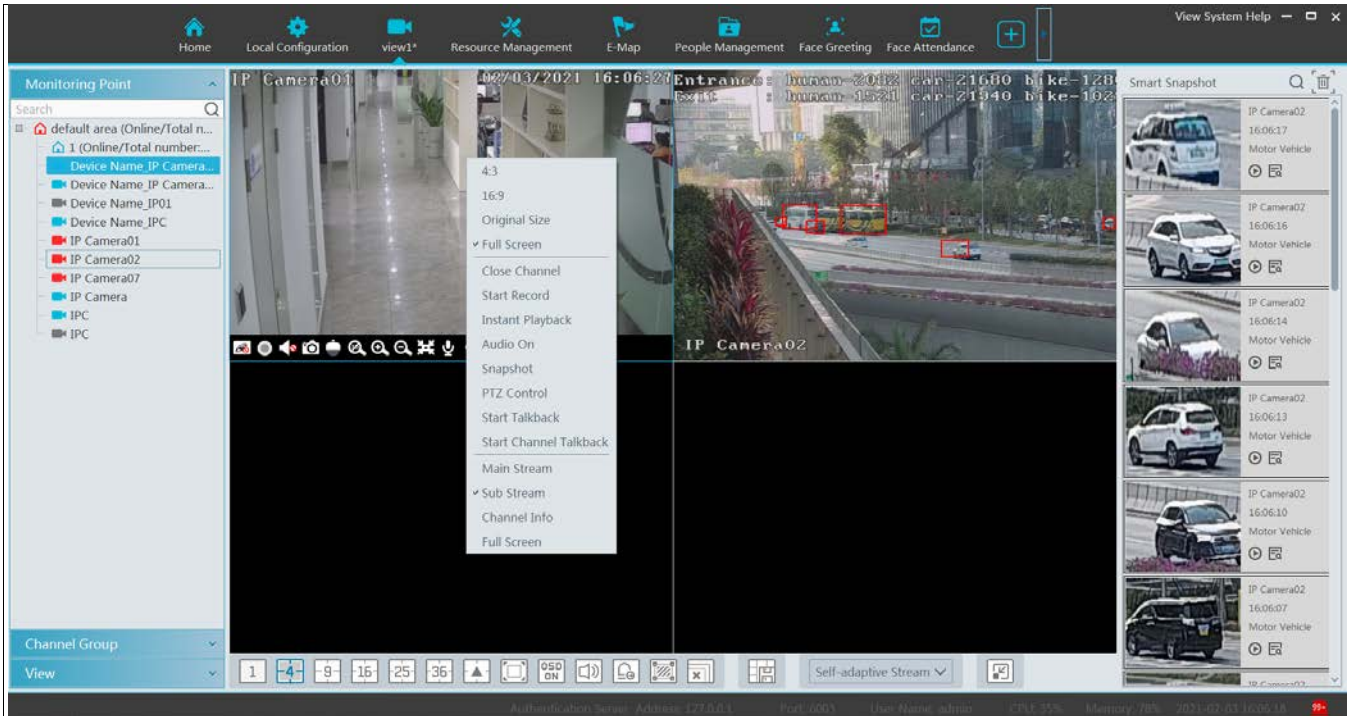 View System Help
Home
Local Configuration
view1*
Resource Management
E-Map
People Management
Face Greeting
Face Attendance
Monitoring Point
Search
default area (Online/Total n...
1 (Online/Total number:...
Device Name_IP Camera...
Device Name_IP Camera...
Device Name_IP01
Device Name_IPC
IP Camera01
IP Camera02
IP Camera07
IP Camera
IPC
IPC
Channel Group
View
IP Camera01
02/03/2021 16:06:27
4:3
16:9
Original Size
Full Screen
Close Channel
Start Record
Instant Playback
Audio On
Snapshot
PTZ Control
Start Talkback
Start Channel Talkback
Main Stream
Sub Stream
Channel Info
Full Screen
Entrance: human-2032 car-21680 bike-128
Exit : human-1521 car-21940 bike-102
IP Camera02
Smart Snapshot
IP Camera02
16:06:17
Motor Vehicle
IP Camera02
16:06:16
Motor Vehicle
IP Camera02
16:06:14
Motor Vehicle
IP Camera02
16:06:13
Motor Vehicle
IP Camera02
16:06:10
Motor Vehicle
IP Camera02
16:06:07
Motor Vehicle
IP Camera02
1 4 9 16 25 36
OSD ON
Self-adaptive Stream
Authentication Server Address: 127.0.0.1 Port: 6003 User Name: admin CPU: 35% Memory: 78% 2021-02-03 16:06:18 99+